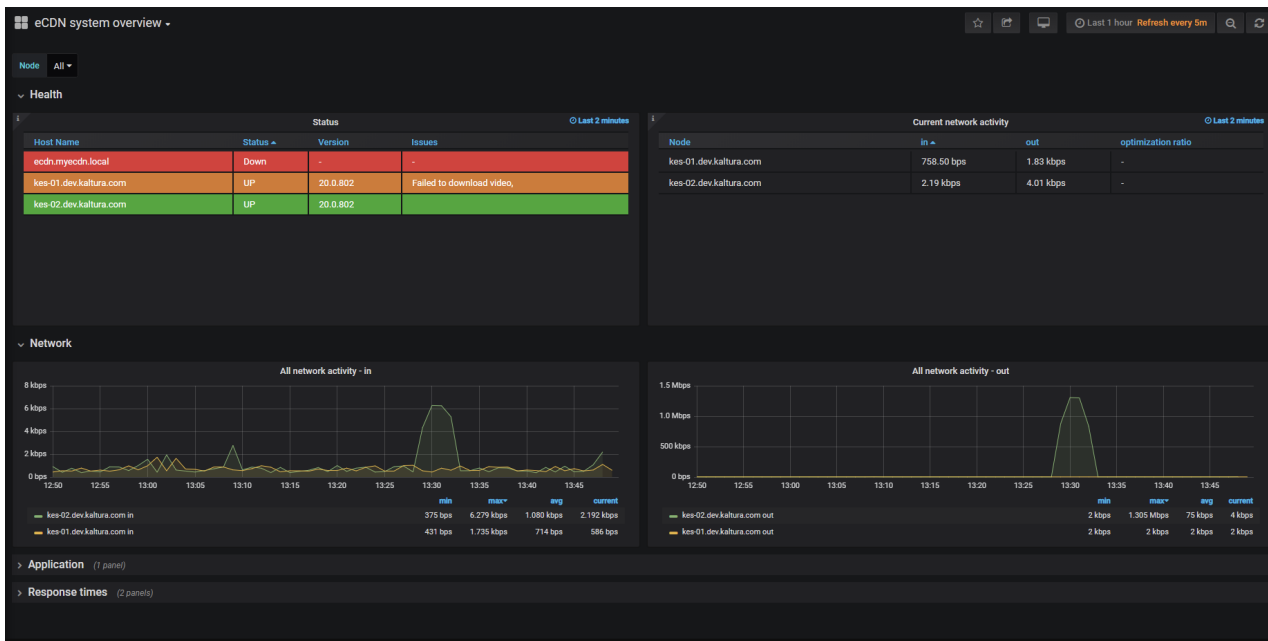 eCDN system overview
Last 1 hour Refresh every 5m
Node All
Health
i Status Last 2 minutes
Host Name Status Version Issues
ecdn.myecdn.local Down - -
kes-01.dev.kaltura.com UP 20.0.802 Failed to download video,
kes-02.dev.kaltura.com UP 20.0.802
i Current network activity Last 2 minutes
Node in out optimization ratio
kes-01.dev.kaltura.com 758.50 bps 1.83 kbps -
kes-02.dev.kaltura.com 2.19 kbps 4.01 kbps -
Network
All network activity - in
8 kbps
6 kbps
4 kbps
2 kbps
0 bps
12:50 12:55 13:00 13:05 13:10 13:15 13:20 13:25 13:30 13:35 13:40 13:45
min max avg current
kes-02.dev.kaltura.com in 375 bps 6.279 kbps 1.080 kbps 2.192 kbps
kes-01.dev.kaltura.com in 431 bps 1.735 kbps 714 bps 586 bps
All network activity - out
1.5 Mbps
1.0 Mbps
500 kbps
0 bps
12:50 12:55 13:00 13:05 13:10 13:15 13:20 13:25 13:30 13:35 13:40 13:45
min max avg current
kes-02.dev.kaltura.com out 2 kbps 1.305 Mbps 75 kbps 4 kbps
kes-01.dev.kaltura.com out 2 kbps 2 kbps 2 kbps 2 kbps
Application (1 panel)
Response times (2 panels)